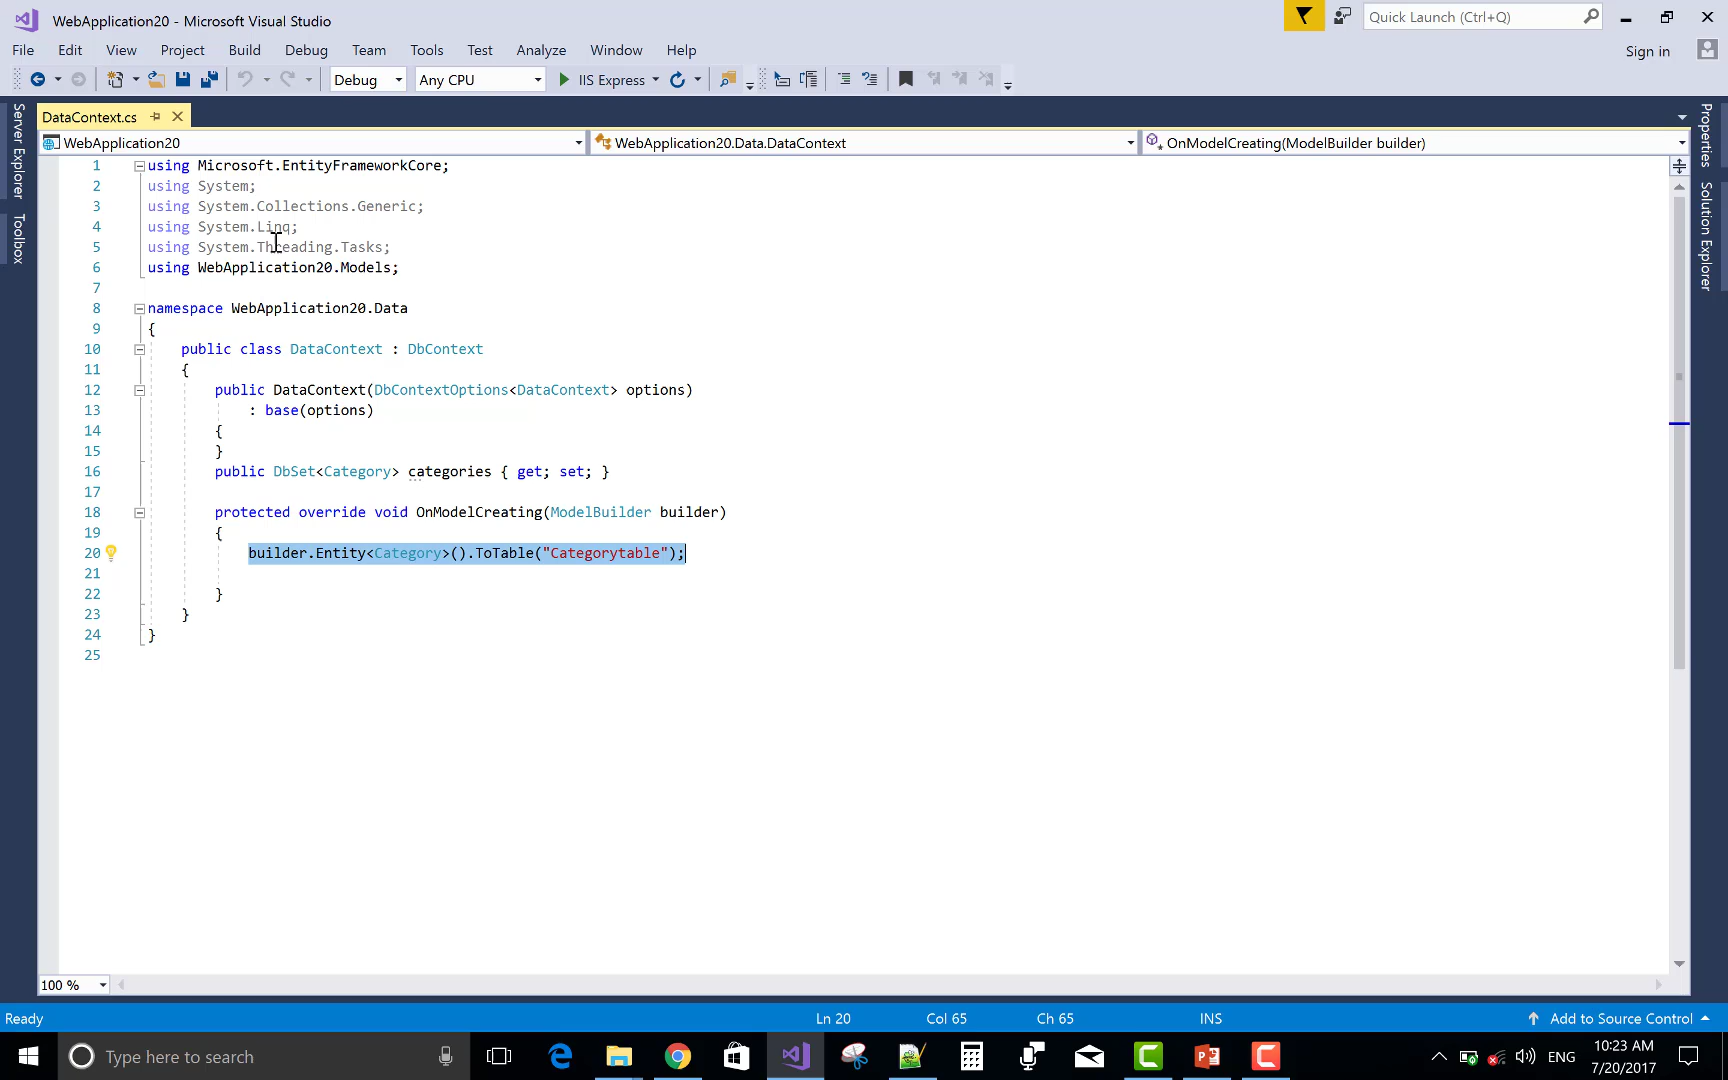 WebApplication20 - Microsoft Visual Studio
Quick Launch (Ctrl+Q)
File Edit View Project Build Debug Team Tools Test Analyze Window Help
Sign in
Debug Any CPU IIS Express
Server Explorer
Toolbox
DataContext.cs
WebApplication20 WebApplication20.Data.DataContext OnModelCreating(ModelBuilder builder)
1 using Microsoft.EntityFrameworkCore;
2 using System;
3 using System.Collections.Generic;
4 using System.Linq;
5 using System.Threading.Tasks;
6 using WebApplication20.Models;
7
8 namespace WebApplication20.Data
9 {
10 public class DataContext : DbContext
11 {
12 public DataContext(DbContextOptions<DataContext> options)
13 : base(options)
14 {
15 }
16 public DbSet<Category> categories { get; set; }
17
18 protected override void OnModelCreating(ModelBuilder builder)
19 {
20 builder.Entity<Category>().ToTable("Categorytable");
21
22 }
23 }
24 }
25
Properties
Solution Explorer
100 %
Ready Ln 20 Col 65 Ch 65 INS Add to Source Control
Type here to search
ENG
10:23 AM
7/20/2017